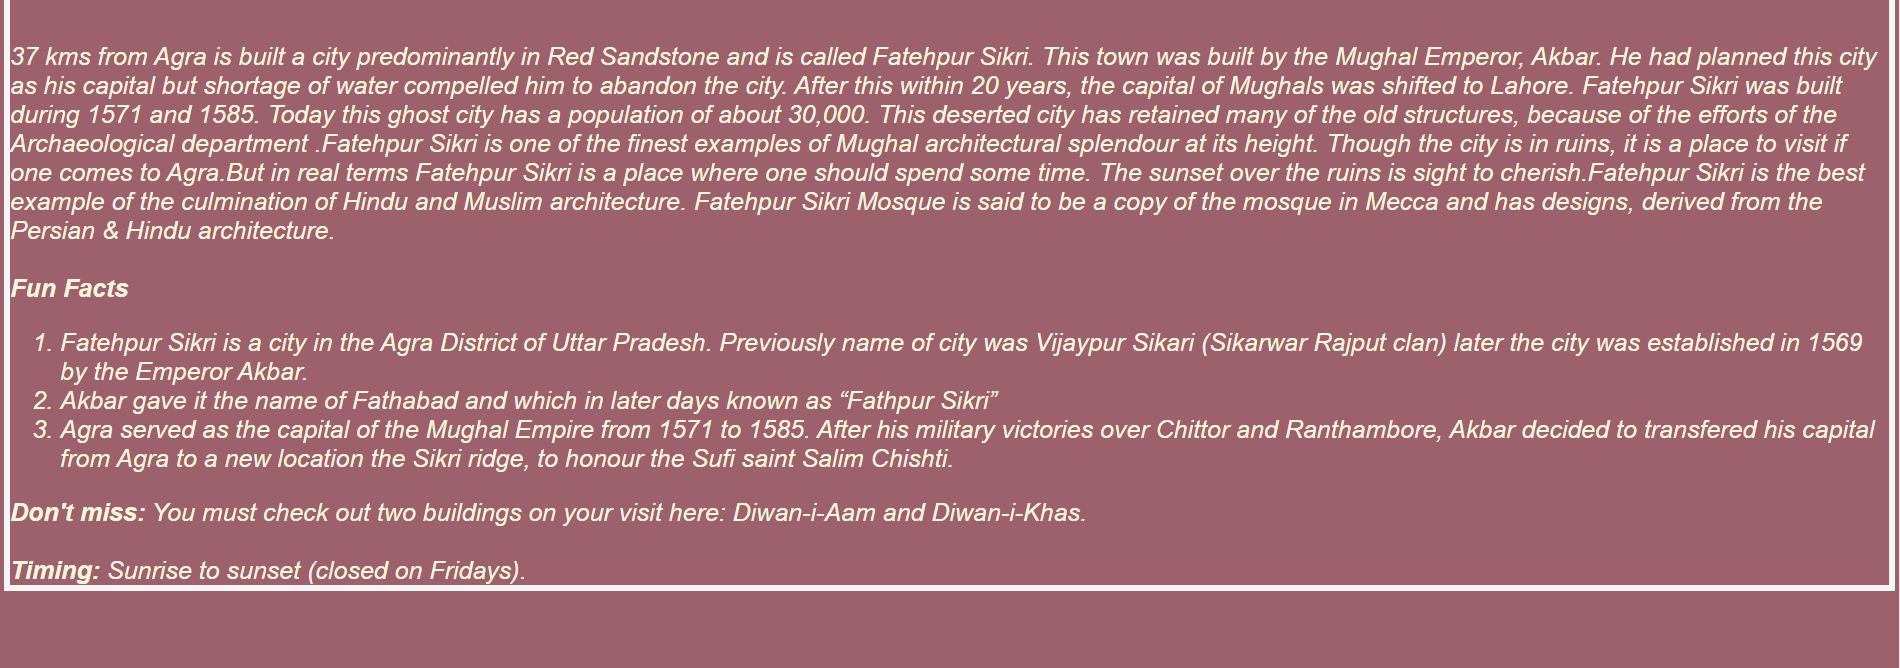 37 kms from Agra is built a city predominantly in Red Sandstone and is called Fatehpur Sikri. This town was built by the Mughal Emperor, Akbar. He had planned this city
as his capital but shortage of water compelled him to abandon the city. After this within 20 years, the capital of Mughals was shifted to Lahore. Fatehpur Sikri was built
during 1571 and 1585. Today this ghost city has a population of about 30,000. This deserted city has retained many of the old structures, because of the efforts of the
Archaeological department .Fatehpur Sikri is one of the finest examples of Mughal architectural splendour at its height. Though the city is in ruins, it is a place to visit if
one comes to Agra.But in real terms Fatehpur Sikri is a place where one should spend some time. The sunset over the ruins is sight to cherish.Fatehpur Sikri is the best
example of the culmination of Hindu and Muslim architecture. Fatehpur Sikri Mosque is said to be a copy of the mosque in Mecca and has designs, derived from the
Persian & Hindu architecture.
Fun Facts
1. Fatehpur Sikri is a city in the Agra District of Uttar Pradesh. Previously name of city was Vijaypur Sikari (Sikarwar Rajput clan) later the city was established in 1569
by the Emperor Akbar.
2. Akbar gave it the name of Fathabad and which in later days known as “Fathpur Sikri”
3. Agra served as the capital of the Mughal Empire from 1571 to 1585. After his military victories over Chittor and Ranthambore, Akbar decided to transfered his capital
from Agra to a new location the Sikri ridge, to honour the Sufi saint Salim Chishti.
Don't miss: You must check out two buildings on your visit here: Diwan-i-Aam and Diwan-i-Khas.
Timing: Sunrise to sunset (closed on Fridays).